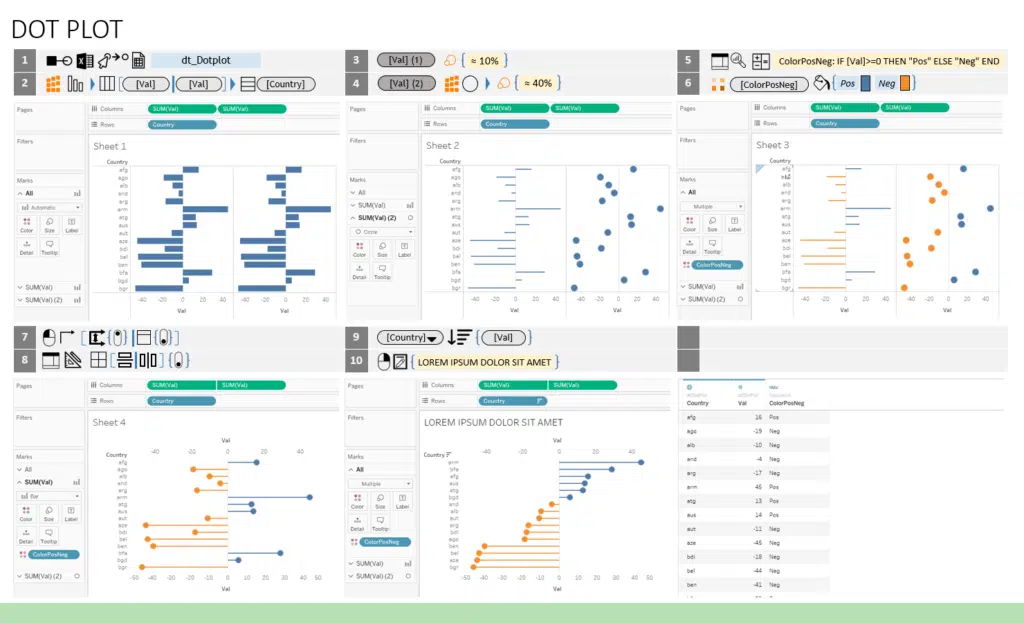 DOT PLOT
1 dt_Dotplot
2 [Val] [Val] [Country]
3 [Val] (1) ≈ 10%
4 [Val] (2) ≈ 40%
5 ColorPosNeg: IF [Val]>=0 THEN "Pos" ELSE "Neg" END
6 [ColorPosNeg] Pos Neg
Pages
Columns SUM(Val) SUM(Val)
Rows Country
Filters
Sheet 1
Country
Marks
All
Automatic
Color Size Label
Detail Tooltip
SUM(Val)
SUM(Val) (2)
afg
ago
alb
and
arg
arm
atg
aus
aut
aze
bdi
bel
ben
bfa
bgd
bgr
-40 -20 0 20 40 -40 -20 0 20 40
Val Val
Pages
Columns SUM(Val) SUM(Val)
Rows Country
Filters
Sheet 2
Country
Marks
All
SUM(Val)
SUM(Val) (2)
Circle
Color Size Label
Detail Tooltip
afg
ago
alb
and
arg
arm
atg
aus
aut
aze
bdi
bel
ben
bfa
bgd
bgr
-40 -20 0 20 40 -40 -20 0 20 40
Val Val
Pages
Columns SUM(Val) SUM(Val)
Rows Country
Filters
Sheet 3
Country
Marks
All
Multiple
Color Size Label
Detail Tooltip
ColorPosNeg
SUM(Val)
SUM(Val) (2)
afg
alb
and
arg
arm
atg
aus
aut
aze
bdi
bel
ben
bfa
bgd
bgr
-40 -20 0 20 40 -40 -20 0 20 40
Val Val
7
8
9 [Country] [Val]
10 LOREM IPSUM DOLOR SIT AMET
Pages
Columns SUM(Val) SUM(Val)
Rows Country
Filters
Sheet 4
Val
Country -40 -20 0 20 40
Marks
All
SUM(Val)
Bar
Color Size Label
Detail Tooltip
ColorPosNeg
SUM(Val) (2)
afg
ago
alb
and
arg
arm
atg
aus
aut
aze
bdi
bel
ben
bfa
bgd
bgr
-50 -40 -30 -20 -10 0 10 20 30 40 50
Val
Pages
Columns SUM(Val) SUM(Val)
Rows Country
Filters
LOREM IPSUM DOLOR SIT AMET
Val
Country -40 -20 0 20 40
Marks
All
Multiple
Color Size Label
Detail Tooltip
ColorPosNeg
SUM(Val)
SUM(Val) (2)
arm
bfa
afg
aus
atg
bgd
and
alb
aut
arg
bdi
ago
ben
bel
aze
bgr
-50 -40 -30 -20 -10 0 10 20 30 40 50
Val
Country Val ColorPosNeg
afg 16 Pos
ago -19 Neg
alb -10 Neg
and -4 Neg
arg -17 Neg
arm 45 Pos
atg 13 Pos
aus 14 Pos
aut -11 Neg
aze -45 Neg
bdi -18 Neg
bel -44 Neg
ben -41 Neg